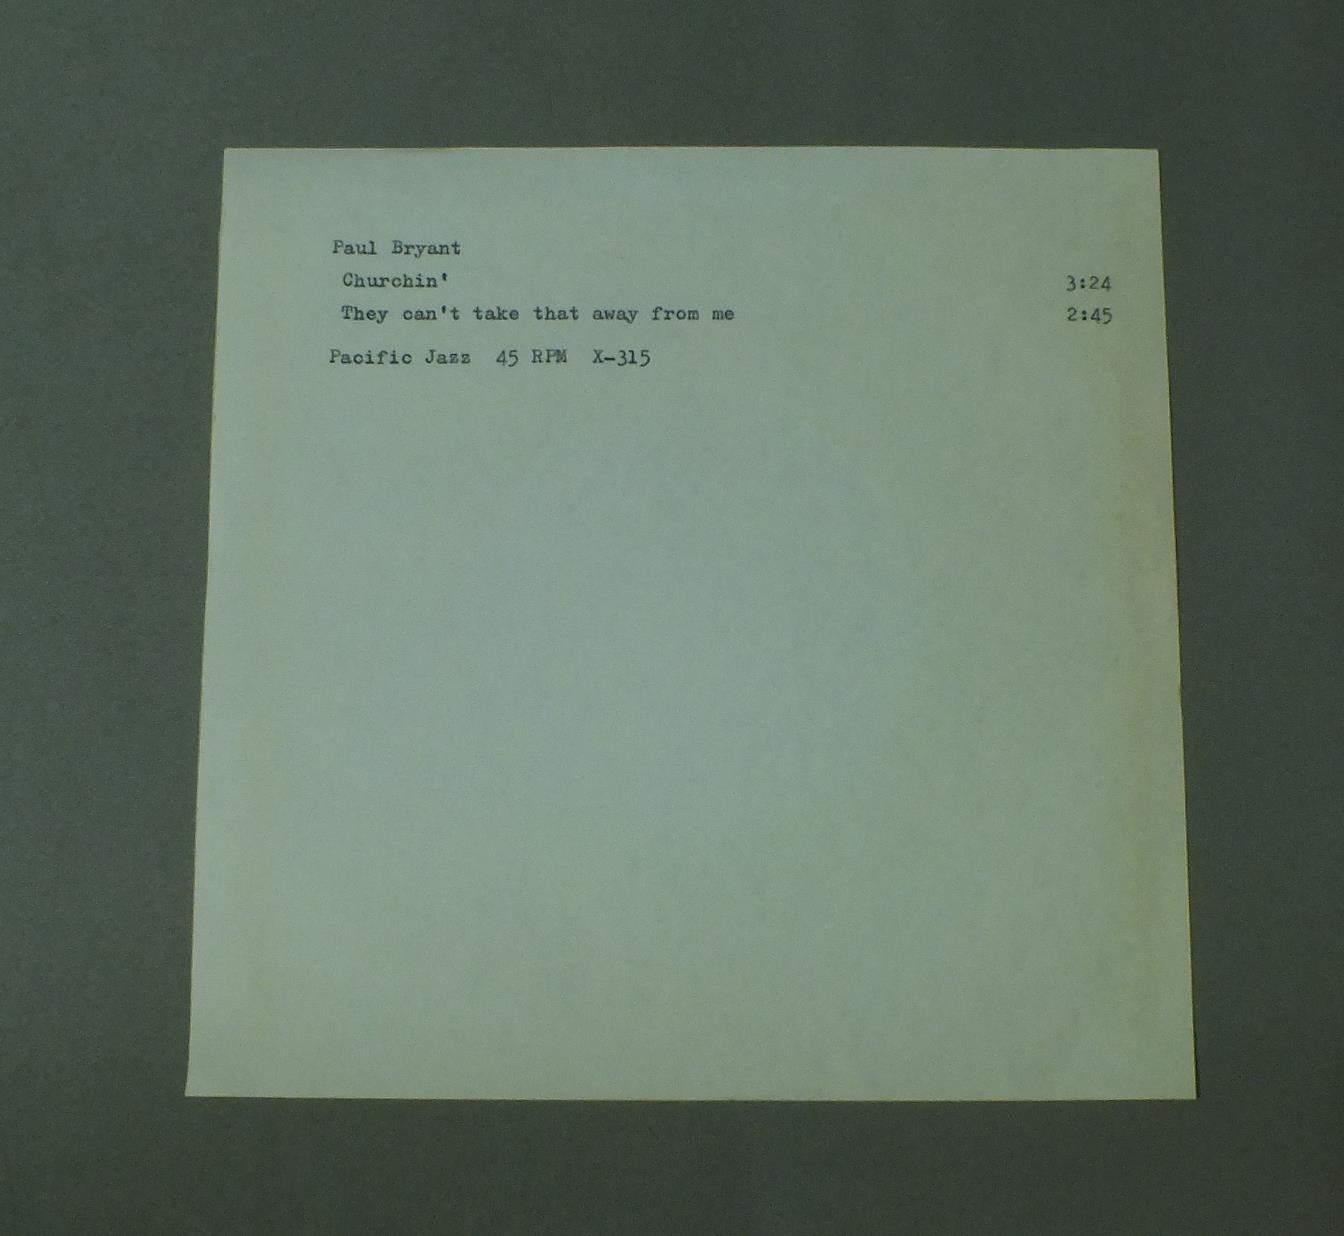 Paul Bryant
Churchin' 3:24
They can't take that away from me 2:45
Pacific Jazz 45 RPM X-315